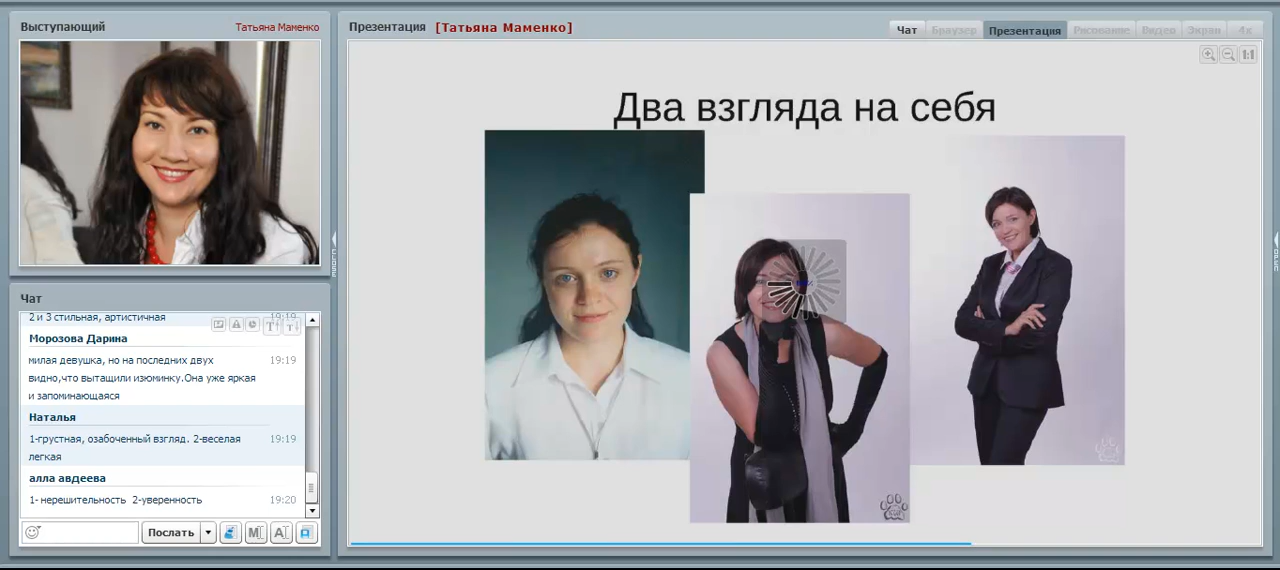 Выступающий
Татьяна Маменко
Чат
2 и 3 стильная, артистичная
19:19
Морозова Дарина
милая девушка, но на последних двух
19:19
видно,что вытащили изюминку.Она уже яркая
и запоминающаяся
Наталья
1-грустная, озабоченный взгляд. 2-веселая
19:19
легкая
алла авдеева
1- нерешительность 2-уверенность
19:20
Послать
Презентация [Татьяна Маменко]
Чат
Браузер
Презентация
Рисование
Видео
Экран
4x
1:1
Два взгляда на себя